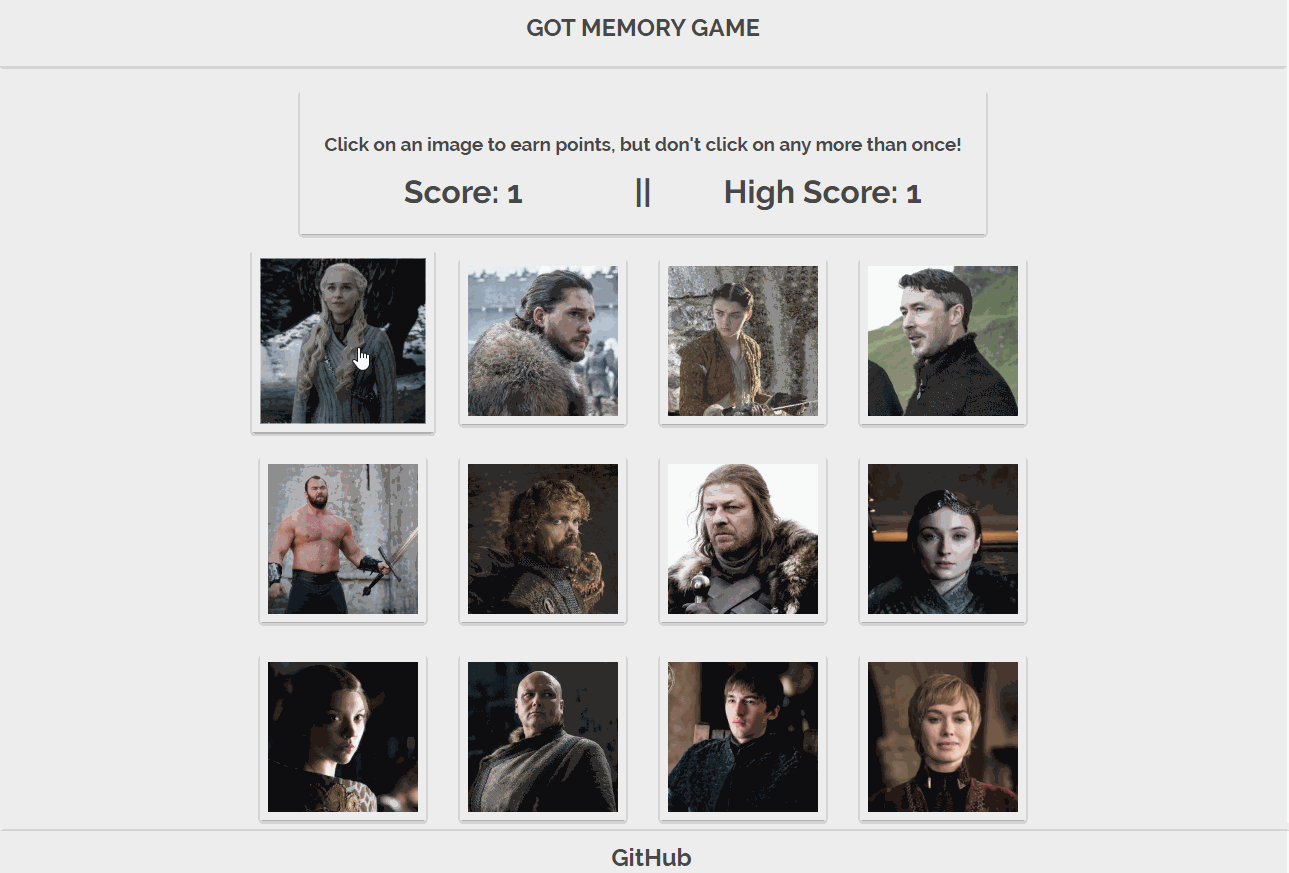 GOT MEMORY GAME
Click on an image to earn points, but don't click on any more than once!
Score: 1 || High Score: 1
GitHub